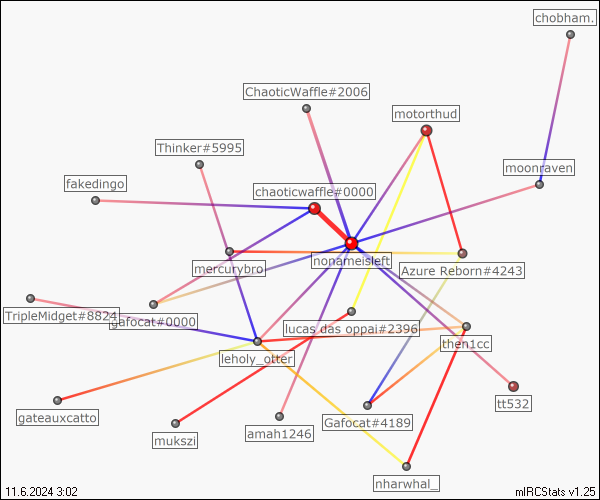 chobham.
ChaoticWaffle#2006
motorthud
Thinker#5995
moonraven
fakedingo
chaoticwaffle#0000
nonameisleft
mercurybro
Azure Reborn#4243
TripleMidget#8824
gafocat#0000
lucas das oppai#2396
then1cc
leholy_otter
tt532
gateauxcatto
Gafocat#4189
amah1246
mukszi
nharwhal_
11.6.2024 3:02
mIRCStats v1.25